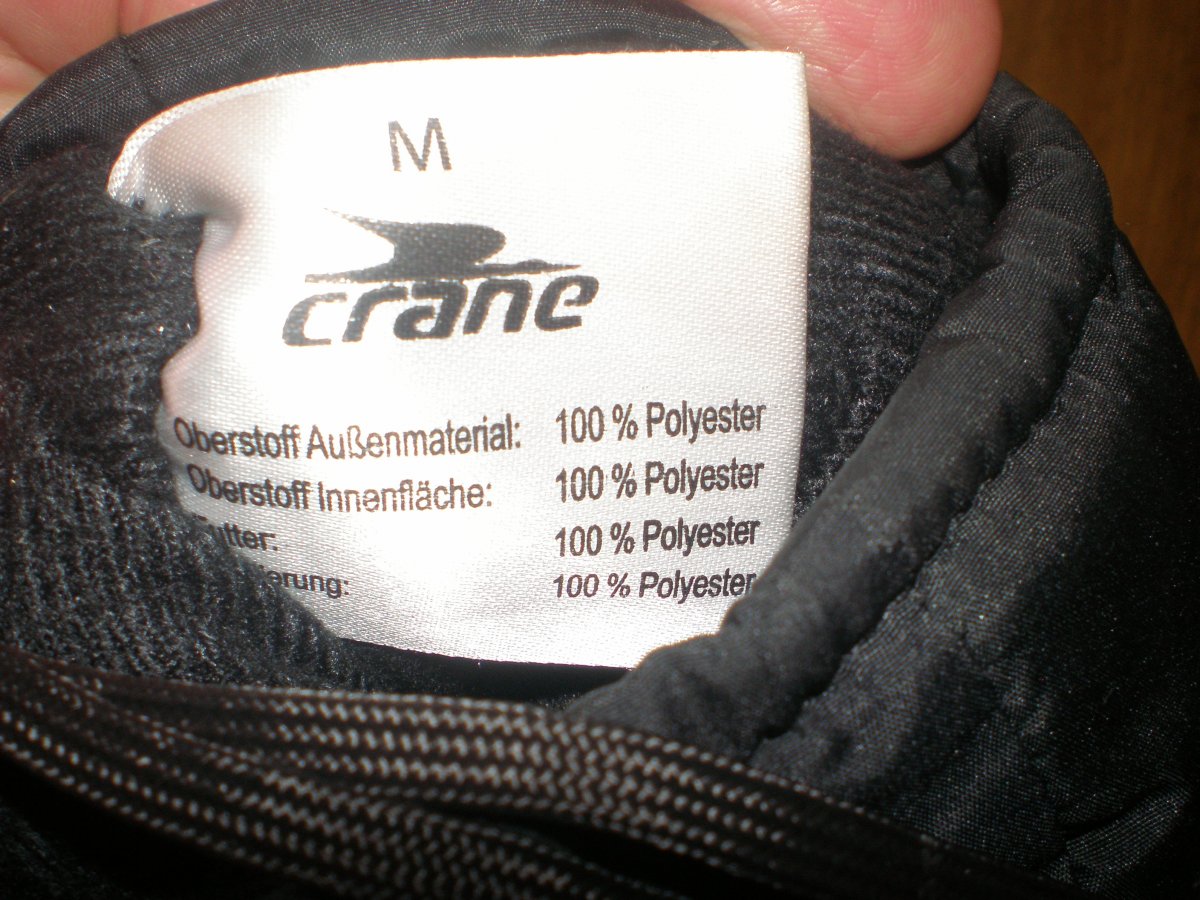 M
crane
Oberstoff Außenmaterial: 100 % Polyester
Oberstoff Innenfläche: 100 % Polyester
100 % Polyester
100 % Polyester